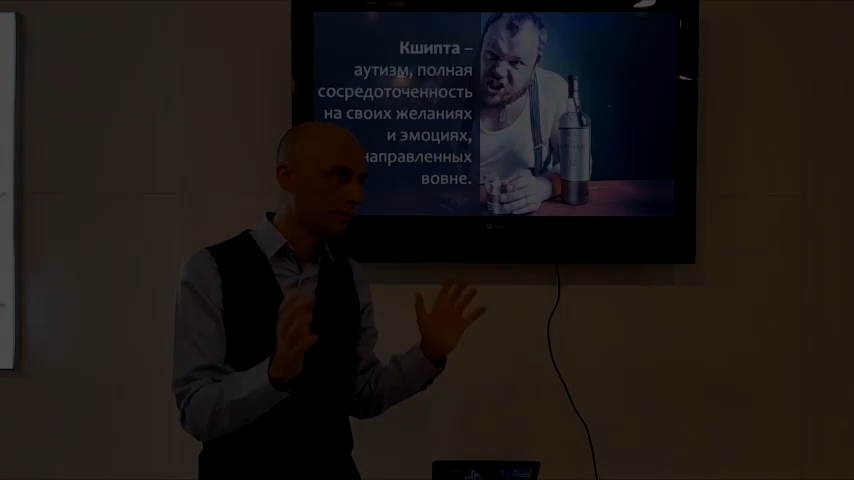 Кшипта –
аутизм, полная
сосредоточенность
на своих желаниях
и эмоциях,
направленных
вовне.